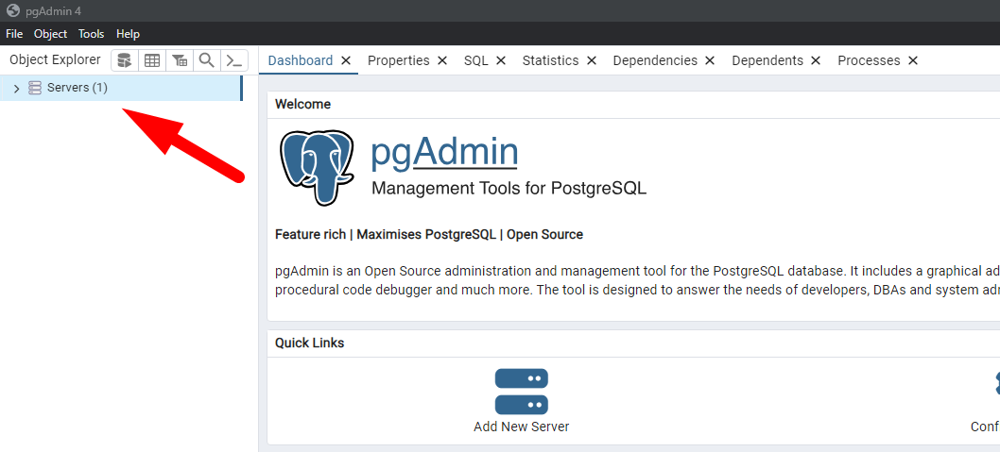 pgAdmin 4
File Object Tools Help
Object Explorer
Dashboard Properties SQL Statistics Dependencies Dependents Processes
Servers (1)
Welcome
pgAdmin
Management Tools for PostgreSQL
Feature rich | Maximises PostgreSQL | Open Source
pgAdmin is an Open Source administration and management tool for the PostgreSQL database. It includes a graphical
procedural code debugger and much more. The tool is designed to answer the needs of developers, DBAs and system
Quick Links
Add New Server